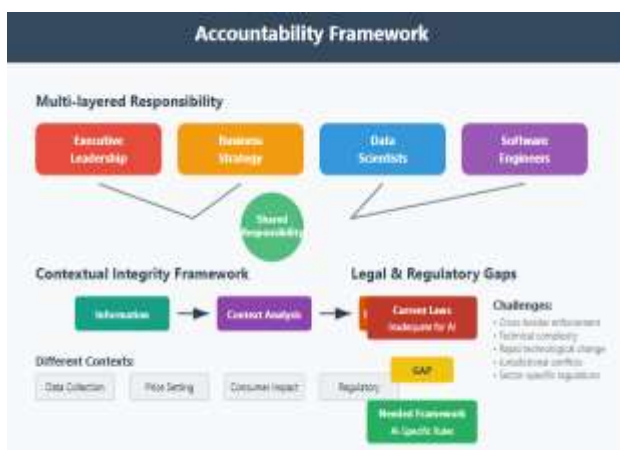 Accountability Framework
Multi-layered Responsibility
Executive
Leadership
Business
Strategy
Data
Scientists
Software
Engineers
Shared
Responsibility
Contextual Integrity Framework
Information
Context Analysis
Different Contexts:
Data Collection
Price Setting
Consumer Impact
Regulatory
Legal & Regulatory Gaps
Current Laws
Inadequate for AI
GAP
Needed Framework
AI-Specific Rules
Challenges:
• Cross-border enforcement
• Technical complexity
• Rapid technological change
• Jurisdictional conflicts
• Sector-specific regulations